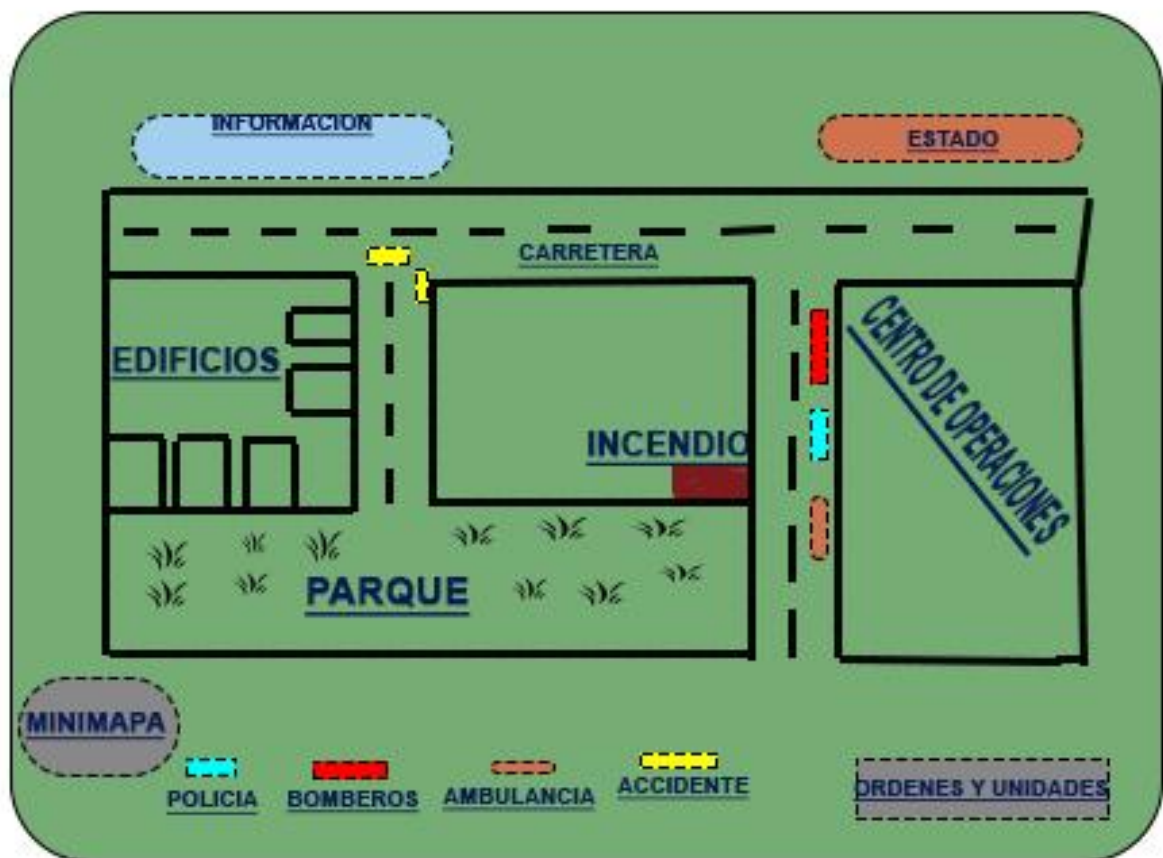 INFORMACION
ESTADO
CARRETERA
EDIFICIOS
CENTRO DE OPERACIONES
INCENDIO
PARQUE
MINIMAPA
POLICIA
BOMBEROS
AMBULANCIA
ACCIDENTE
ORDENES Y UNIDADES